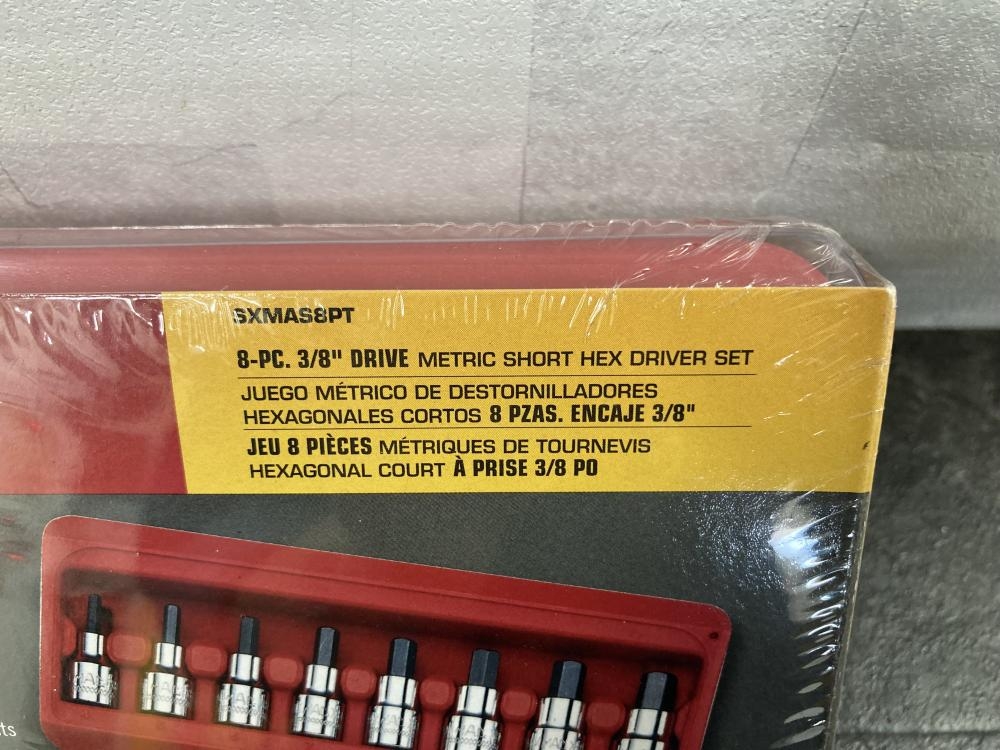 SXMAS8PT
8-PC. 3/8" DRIVE METRIC SHORT HEX DRIVER SET
JUEGO MÉTRICO DE DESTORNILLADORES
HEXAGONALES CORTOS 8 PZAS. ENCAJE 3/8"
JEU 8 PIÈCES MÉTRIQUES DE TOURNEVIS
HEXAGONAL COURT À PRISE 3/8 PO